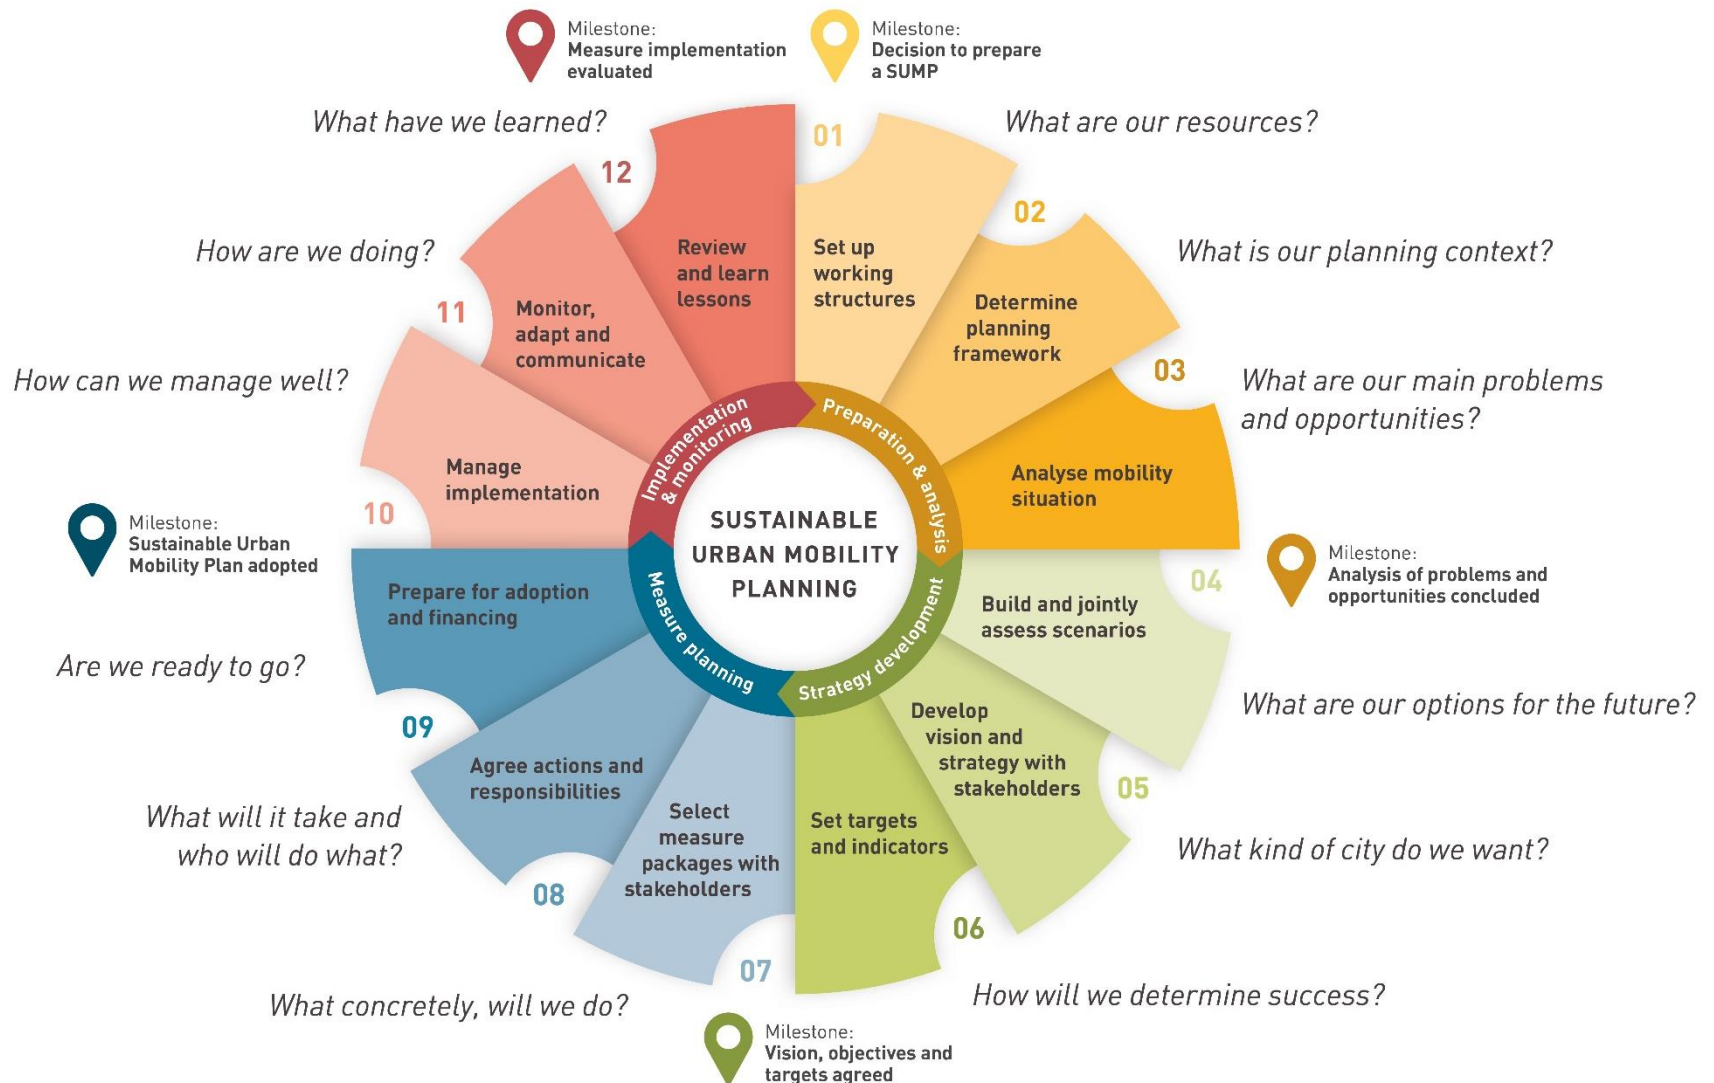 Milestone:
Measure implementation
evaluated
Milestone:
Decision to prepare
a SUMP
What have we learned?
01
What are our resources?
12
02
How are we doing?
Review
and learn
lessons
Set up
working
structures
What is our planning context?
11
Monitor,
adapt and
communicate
Determine
planning
framework
03
How can we manage well?
What are our main problems
and opportunities?
Implementation
& monitoring
Preparation & analysis
Manage
implementation
Analyse mobility
situation
10
Milestone:
Sustainable Urban
Mobility Plan adopted
SUSTAINABLE
URBAN MOBILITY
PLANNING
Milestone:
Analysis of problems and
opportunities concluded
04
Prepare for adoption
and financing
Measure planning
Strategy development
Build and jointly
assess scenarios
Are we ready to go?
What are our options for the future?
09
Develop
vision and
strategy with
stakeholders
05
Agree actions and
responsibilities
What will it take and
who will do what?
Select
measure
packages with
stakeholders
Set targets
and indicators
What kind of city do we want?
08
06
07
What concretely, will we do?
How will we determine success?
Milestone:
Vision, objectives and
targets agreed